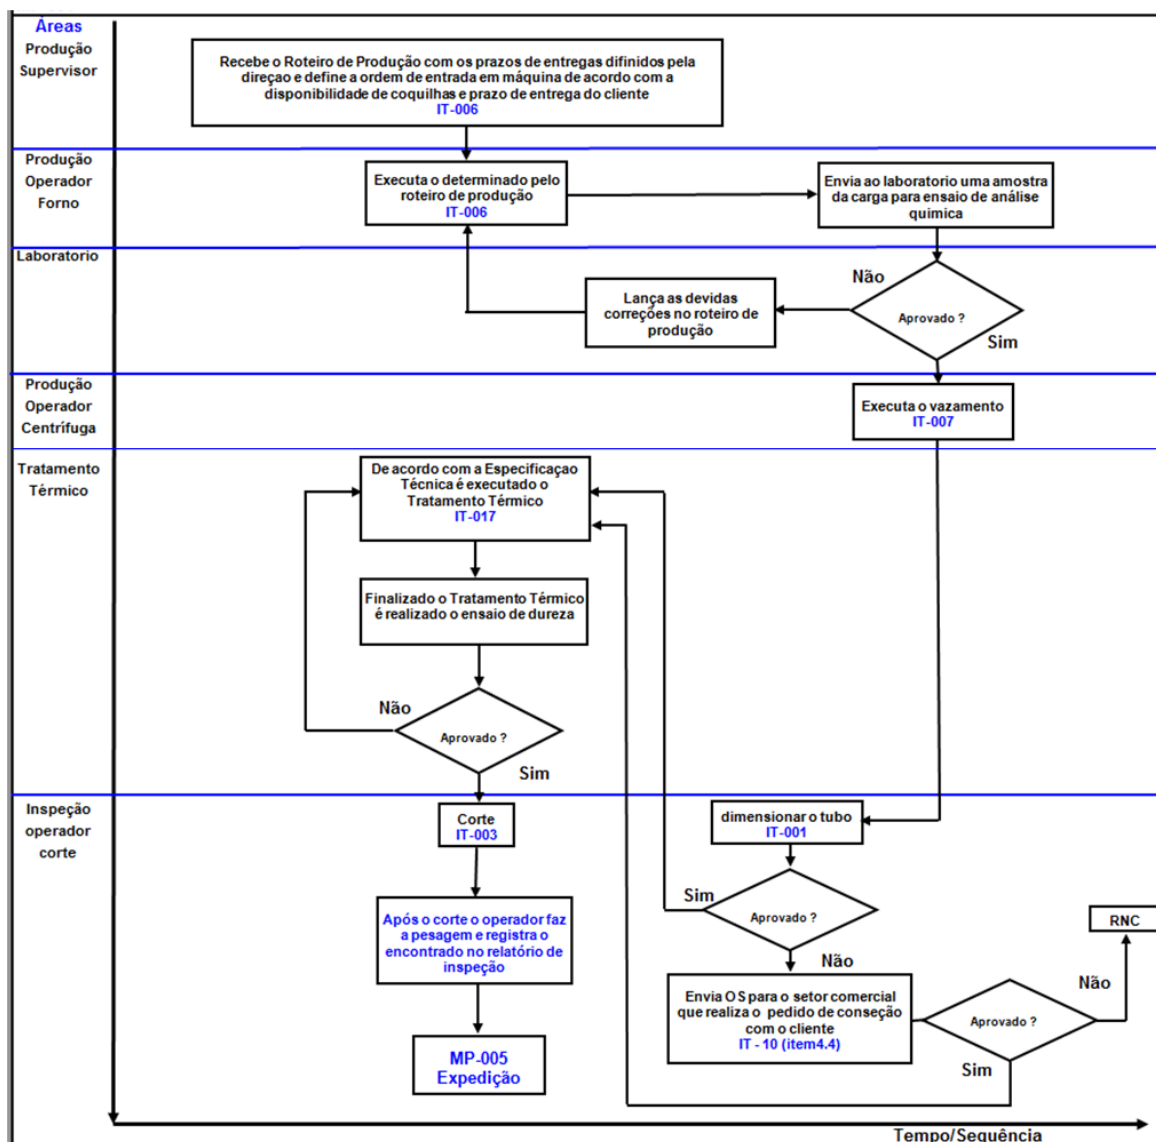 Áreas
Produção
Supervisor
Recebe o Roteiro de Produção com os prazos de entregas difinidos pela
direçao e define a ordem de entrada em máquina de acordo com a
disponibilidade de coquilhas e prazo de entrega do cliente
IT-006
Produção
Operador
Forno
Executa o determinado pelo
roteiro de produção
IT-006
Envia ao laboratorio uma amostra
da carga para ensaio de análise
quimica
Laboratorio
Lança as devidas
correções no roteiro de
produção
Não
Aprovado ?
Sim
Produção
Operador
Centrífuga
Executa o vazamento
IT-007
Tratamento
Térmico
De acordo com a Especificaçao
Técnica é executado o
Tratamento Térmico
IT-017
Finalizado o Tratamento Térmico
é realizado o ensaio de dureza
Não
Aprovado ?
Sim
Inspeção
operador
corte
Corte
IT-003
dimensionar o tubo
IT-001
Sim
Aprovado ?
Não
Após o corte o operador faz
a pesagem e registra o
encontrado no relatório de
inspeção
RNC
Envia OS para o setor comercial
que realiza o pedido de conseção
com o cliente
IT - 10 (item4.4)
Não
Aprovado ?
Sim
MP-005
Expedição
Tempo/Sequência